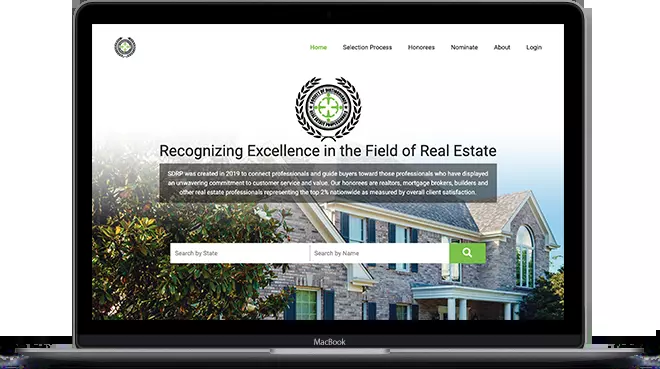 Home Selection Process Honorees Nominate About Login
Recognizing Excellence in the Field of Real Estate
SDRP was created in 2019 to connect professionals and guide buyers toward those professionals who have displayed
an unwavering commitment to customer service and value. Our honorees are realtors, mortgage brokers, builders and
other real estate professionals representing the top 2% nationwide as measured by overall client satisfaction.
Search by State Search by Name
MacBook